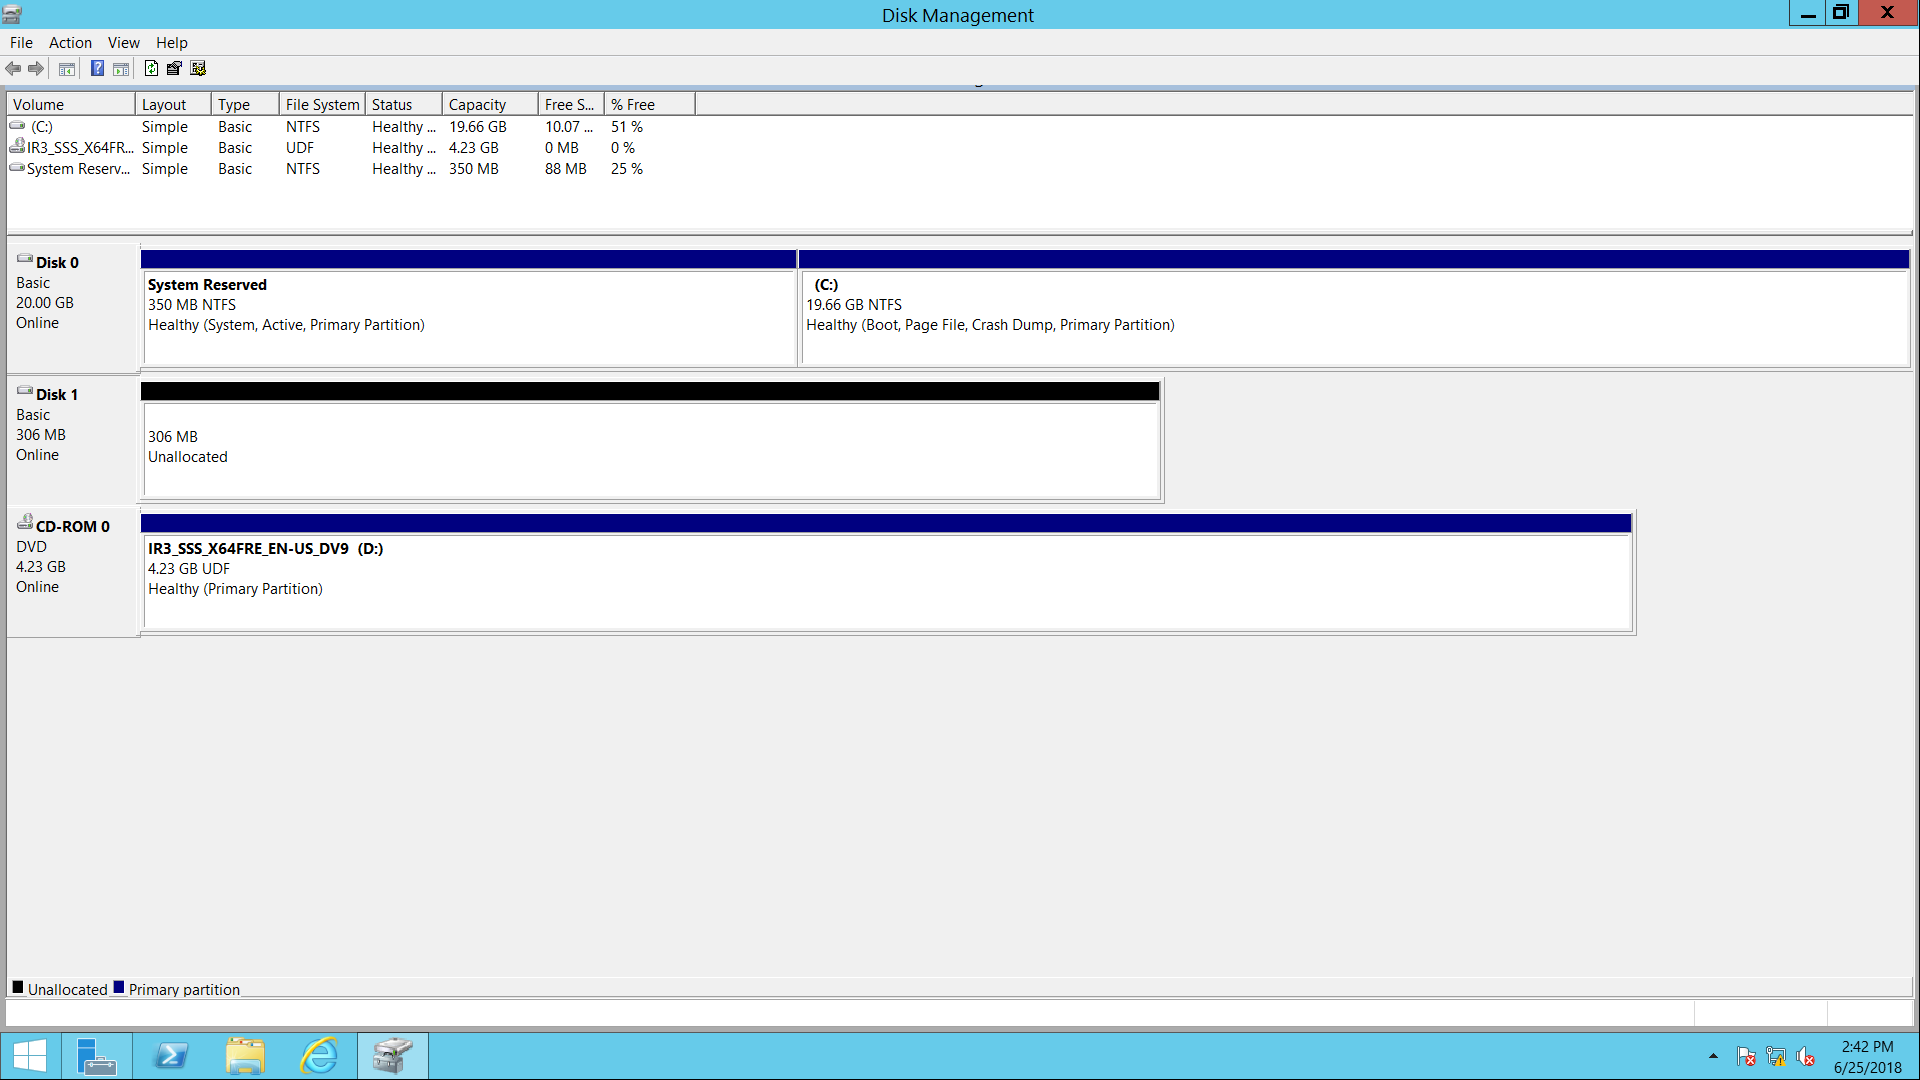 Disk Management
File Action View Help
Volume Layout Type File System Status Capacity Free S... % Free
(C:) Simple Basic NTFS Healthy ... 19.66 GB 10.07 ... 51 %
IR3_SSS_X64FR... Simple Basic UDF Healthy ... 4.23 GB 0 MB 0 %
System Reserv... Simple Basic NTFS Healthy ... 350 MB 88 MB 25 %
Disk 0
Basic
20.00 GB
Online
System Reserved
350 MB NTFS
Healthy (System, Active, Primary Partition)
(C:)
19.66 GB NTFS
Healthy (Boot, Page File, Crash Dump, Primary Partition)
Disk 1
Basic
306 MB
Online
306 MB
Unallocated
CD-ROM 0
DVD
4.23 GB
Online
IR3_SSS_X64FRE_EN-US_DV9 (D:)
4.23 GB UDF
Healthy (Primary Partition)
Unallocated Primary partition
2:42 PM
6/25/2018